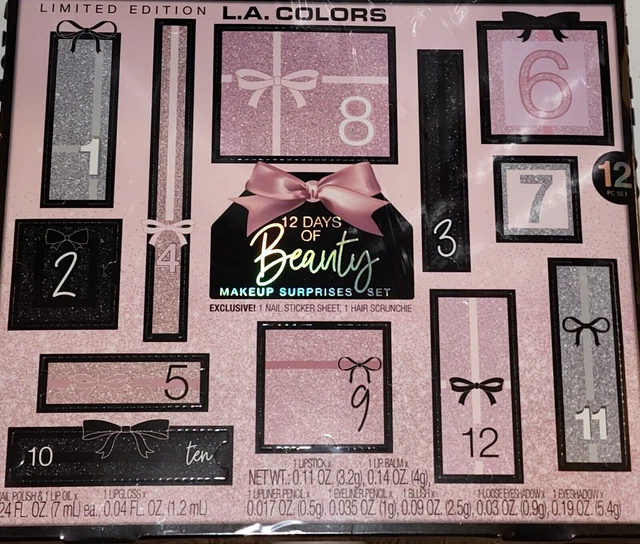 LIMITED EDITION L.A. COLORS
1
8
6
12
PC SET
7
2
4
3
12 DAYS
OF
Beauty
MAKEUP SURPRISES SET
EXCLUSIVE! 1 NAIL STICKER SHEET, 1 HAIR SCRUNCHIE
5
9
12
11
10 ten
1 LIPSTICK x 1 LIP BALM x
NET WT.: 0.11 OZ. (3.2g), 0.14 OZ. (4g),
NAIL POLISH & 1 LIP OIL x 1 LIPGLOSS x 1 LIPLINER PENCIL x 1 EYELINER PENCIL x 1 BLUSH x 1 LOOSE EYESHADOW x 1 EYESHADOW x
24 FL. OZ. (7 mL) ea., 0.04 FL. OZ. (1.2 mL), 0.017 OZ. (0.5g) 0.035 OZ. (1g), 0.09 OZ. (2.5g), 0.03 OZ. (0.9g), 0.19 OZ. (5.4g)